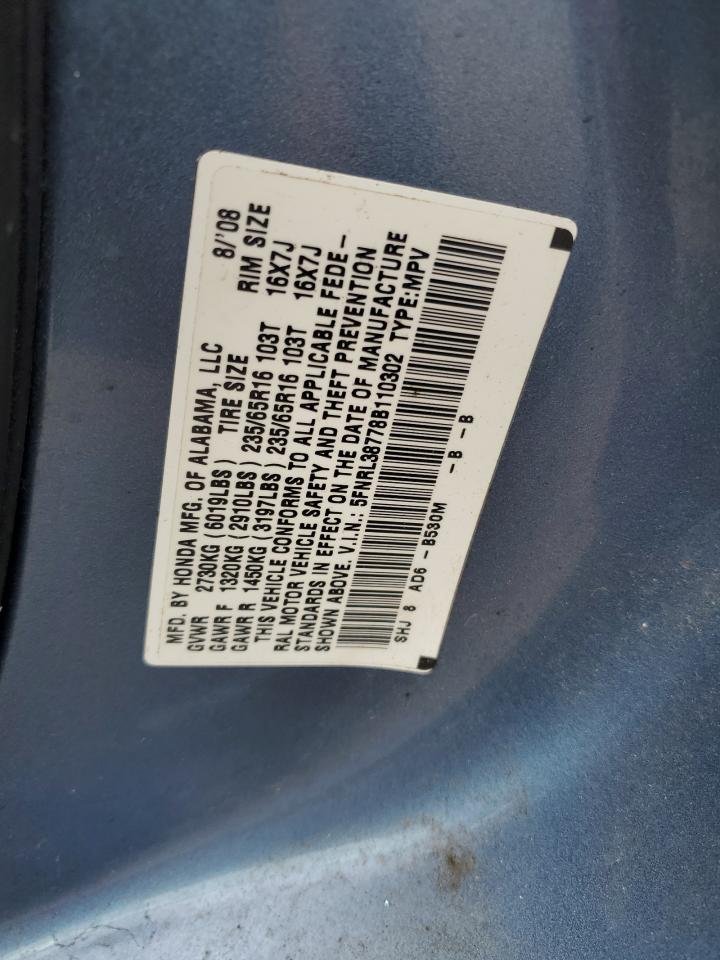 MFD. BY HONDA MFG. OF ALABAMA, LLC 8/'08
GVWR 2730KG (6019LBS) TIRE SIZE RIM SIZE
GAWR F 1320KG (2910LBS) 235/65R16 103T 16X7J
GAWR R 1450KG (3197LBS) 235/65R16 103T 16X7J
THIS VEHICLE CONFORMS TO ALL APPLICABLE FEDE-
RAL MOTOR VEHICLE SAFETY AND THEFT PREVENTION
STANDARDS IN EFFECT ON THE DATE OF MANUFACTURE
SHOWN ABOVE. V.I.N.: 5FNRL38778B110302 TYPE:MPV
SHJ 8 AD6 - B530M - B - B